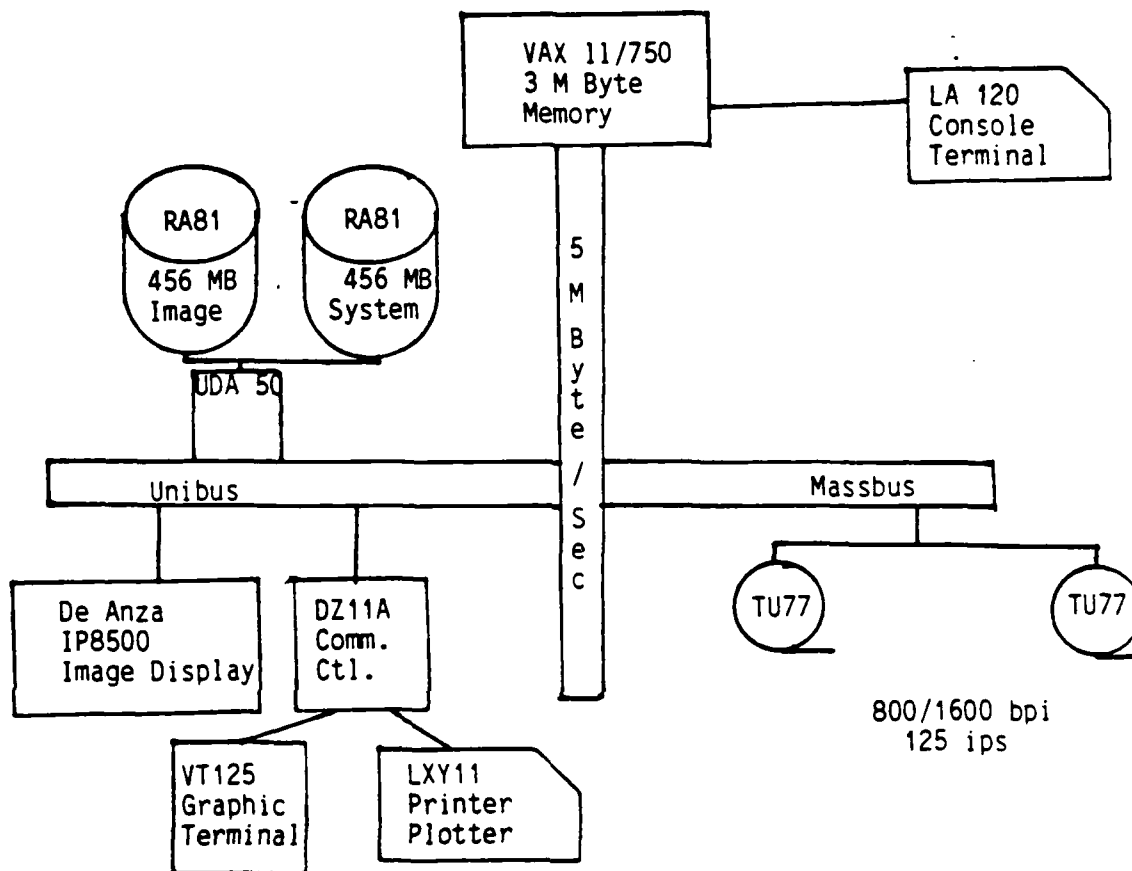 VAX 11/750
3 M Byte
Memory
LA 120
Console
Terminal
RA81
456 MB
Image
RA81
456 MB
System
5 M Byte/Sec
UDA 50
Unibus
Massbus
De Anza
IP8500
Image Display
DZ11A
Comm.
Ctl.
TU77
TU77
800/1600 bpi
125 ips
VT125
Graphic
Terminal
LXY11
Printer
Plotter